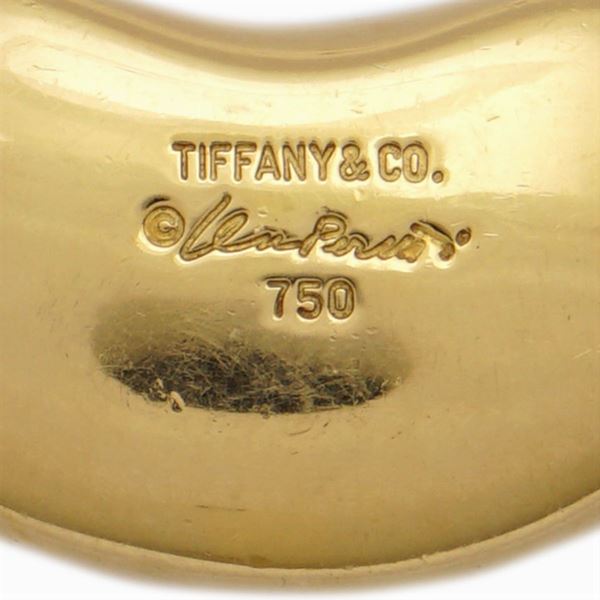 TIFFANY & CO.
© Elsa Peretti
750